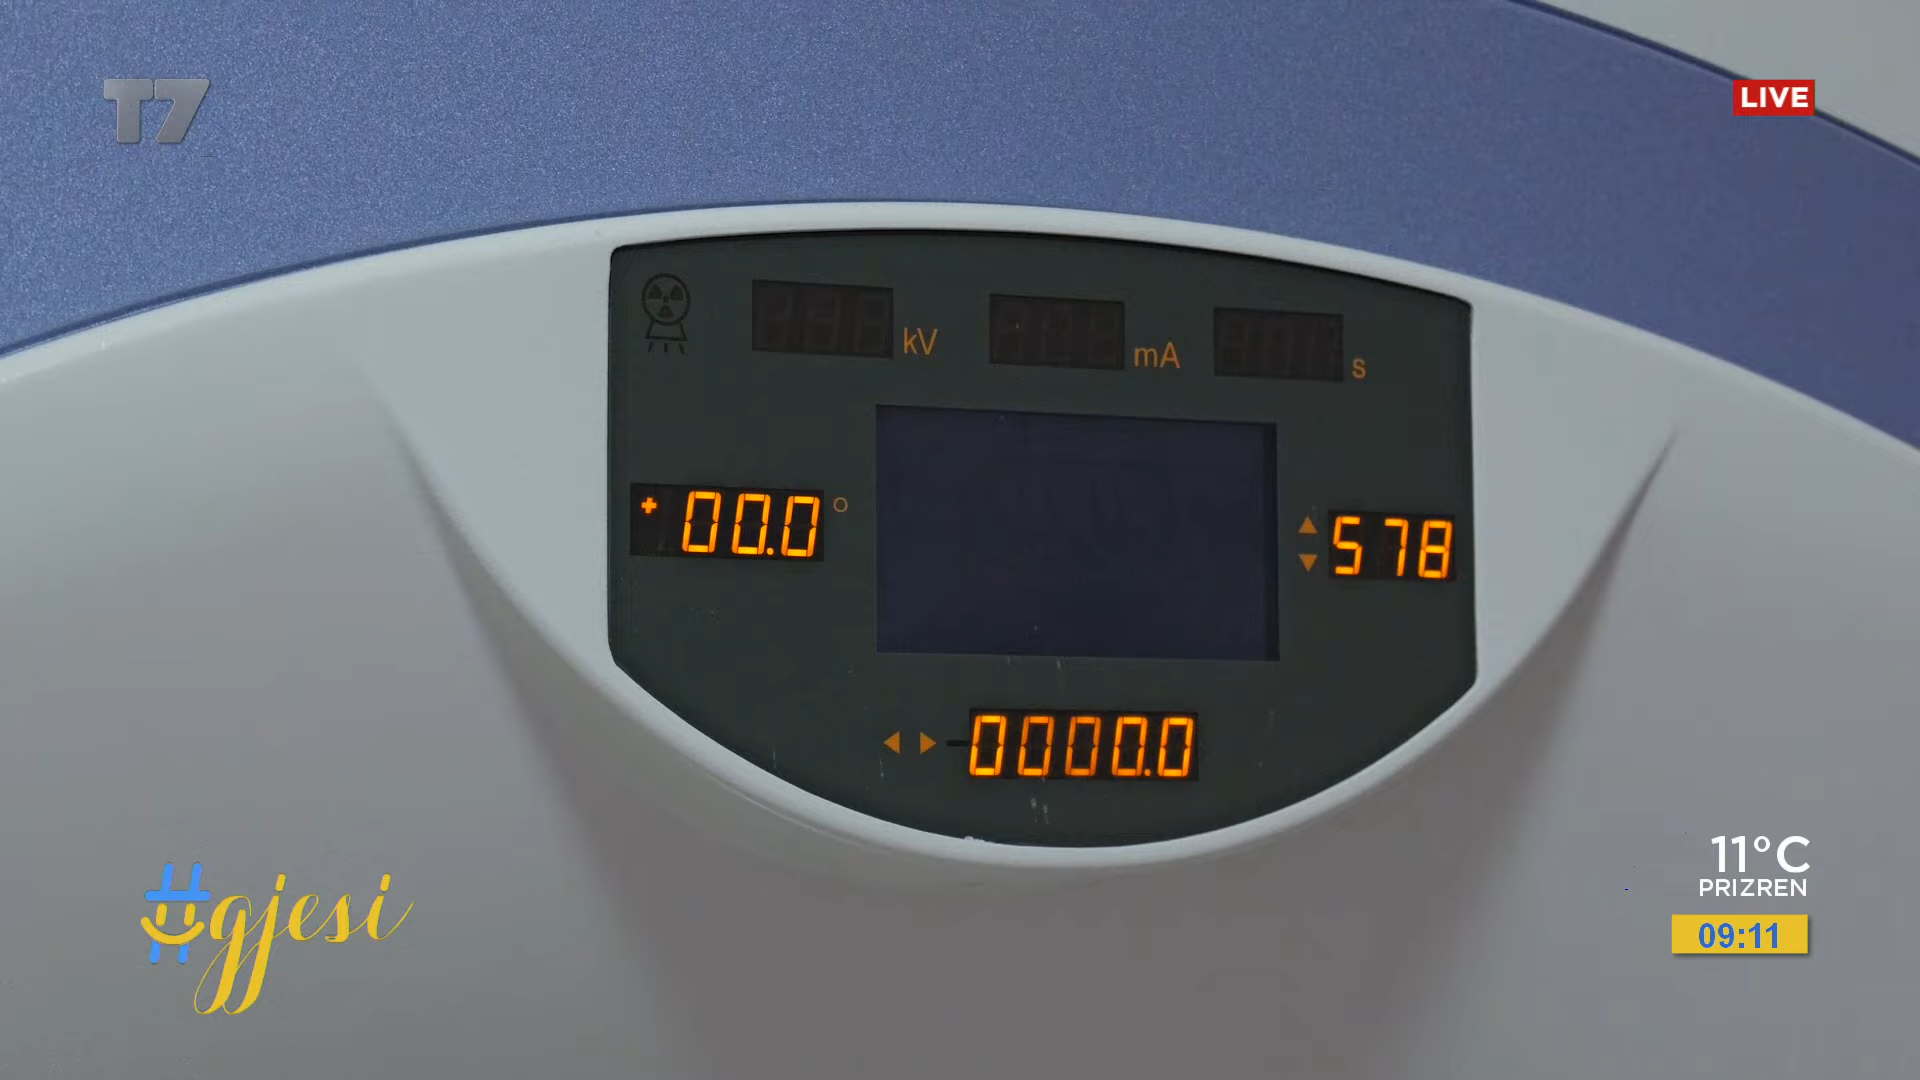 T7
LIVE
kV
mA
s
+ 00.0 °
578
0000.0
#gjesi
11°C
PRIZREN
09:11